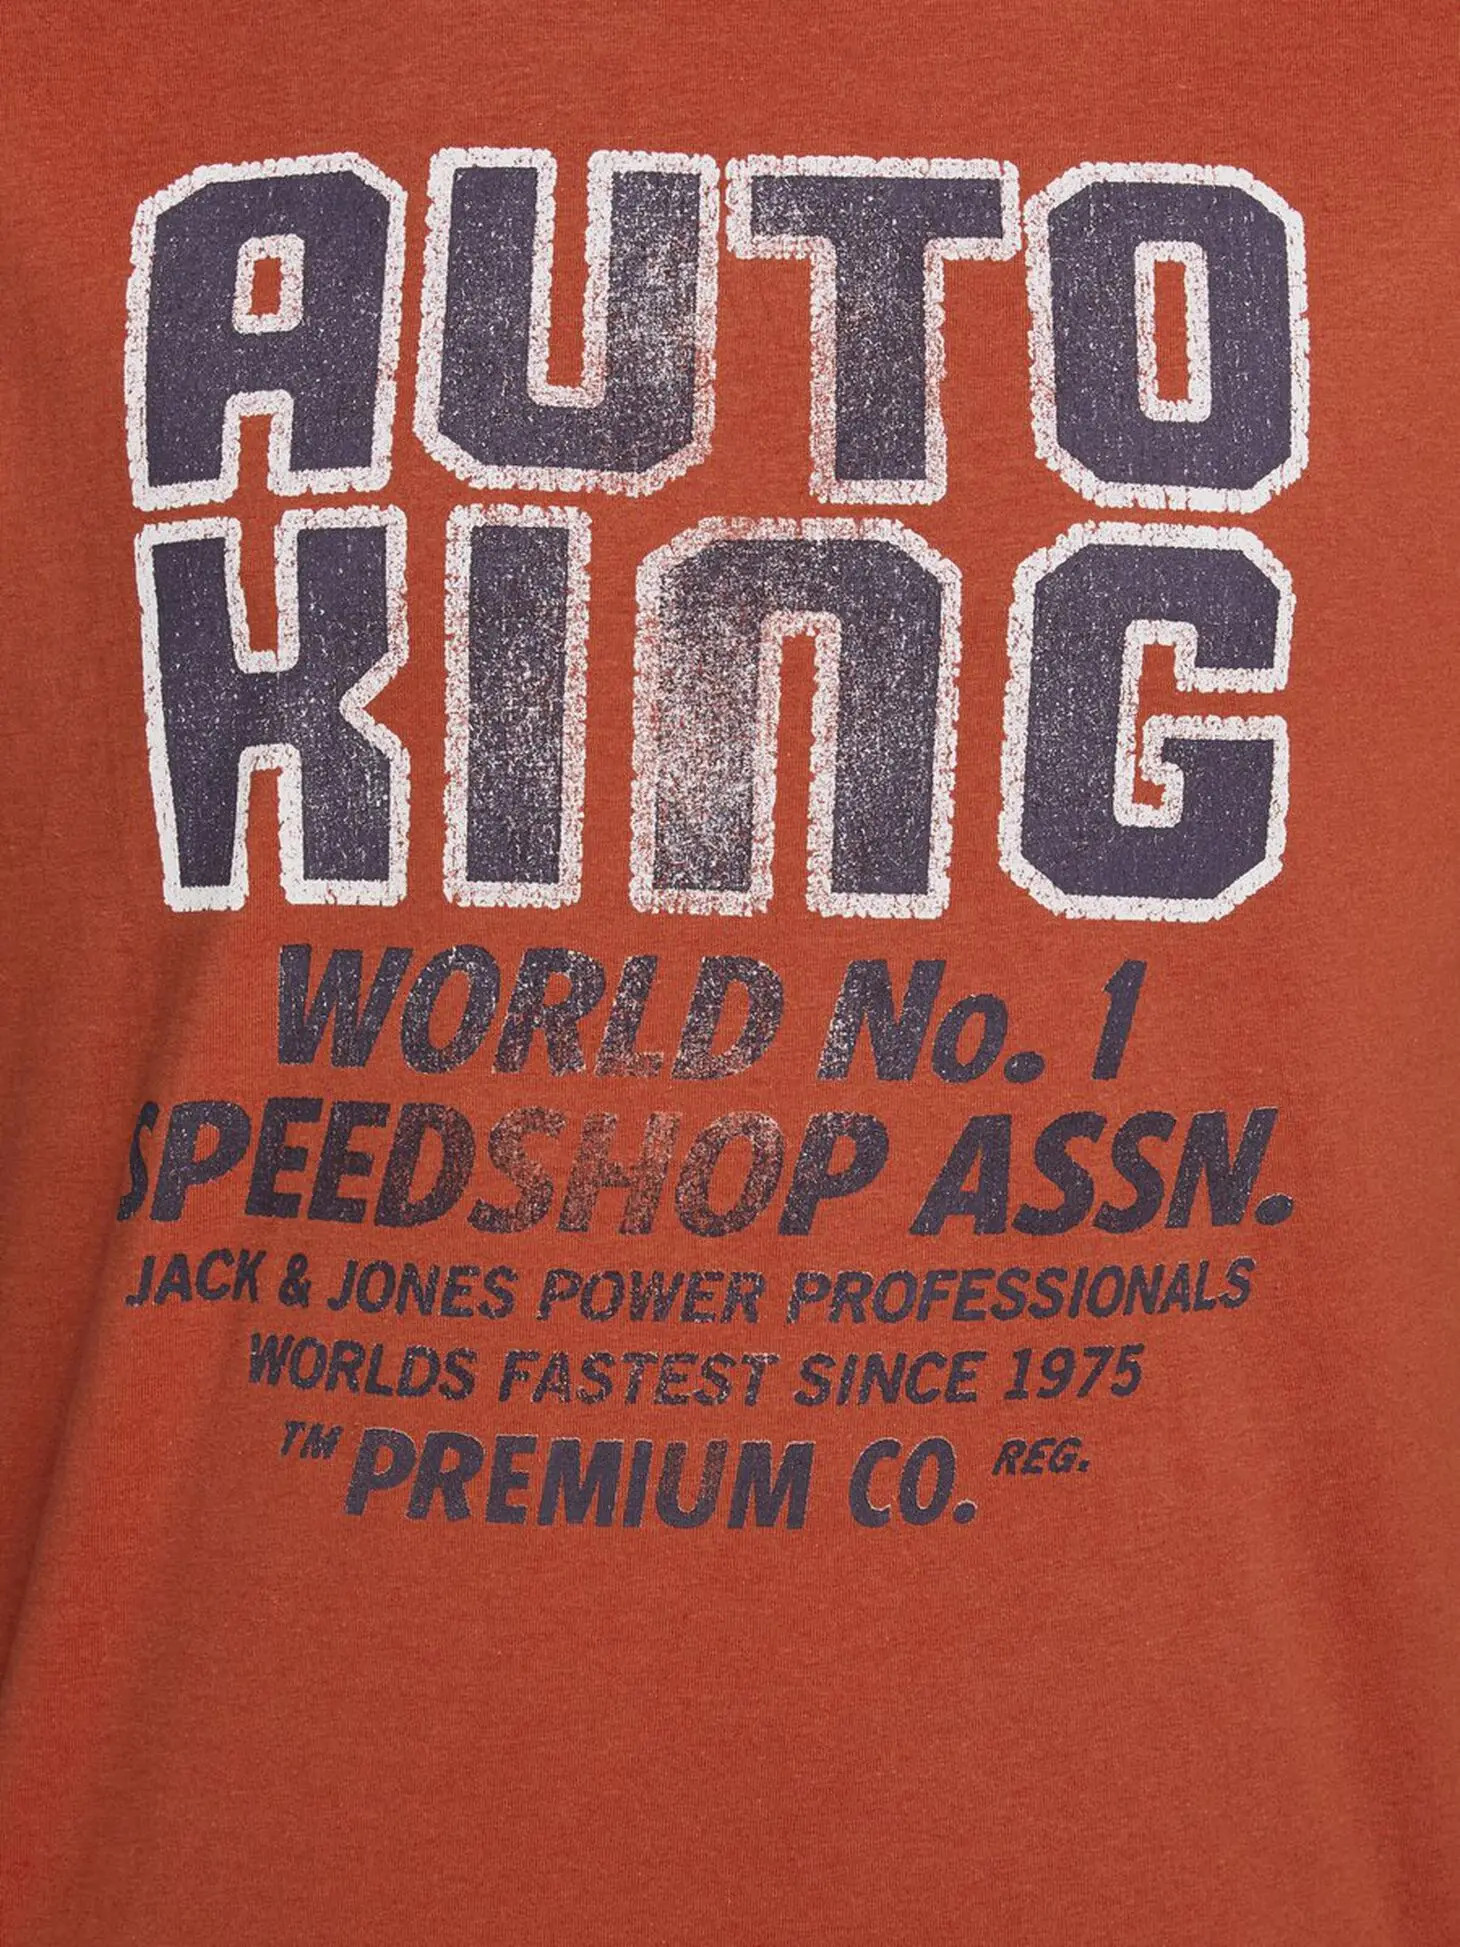 AUTO
KING
WORLD No. 1
SPEEDSHOP ASSN.
JACK & JONES POWER PROFESSIONALS
WORLDS FASTEST SINCE 1975
TM PREMIUM CO. REG.